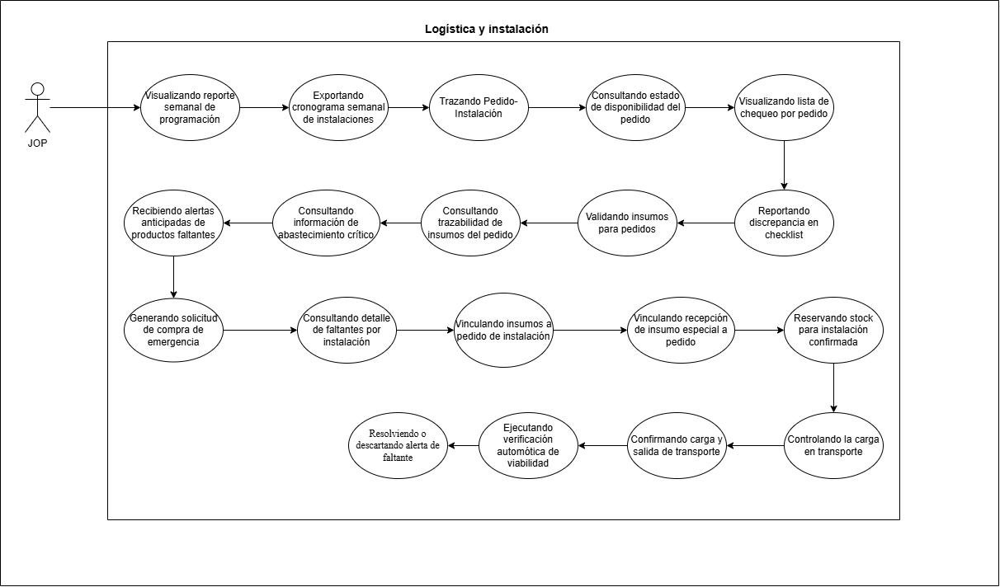 Logística y instalación
JOP
Visualizando reporte
semanal de
programación
Exportando
cronograma semanal
de instalaciones
Trazando Pedido-
Instalación
Consultando estado
de disponibilidad del
pedido
Visualizando lista de
chequeo por pedido
Reportando
discrepancia en
checklist
Validando insumos
para pedidos
Consultando
trazabilidad de
insumos del pedido
Consultando
información de
abastecimiento crítico
Recibiendo alertas
anticipadas de
productos faltantes
Generando solicitud
de compra de
emergencia
Consultando detalle
de faltantes por
instalación
Vinculando insumos a
pedido de instalación
Vinculando recepción
de insumo especial a
pedido
Reservando stock
para instalación
confirmada
Controlando la carga
en transporte
Confirmando carga y
salida de transporte
Ejecutando
verificación
automótica de
viabilidad
Resolviendo o
descartando alerta de
faltante